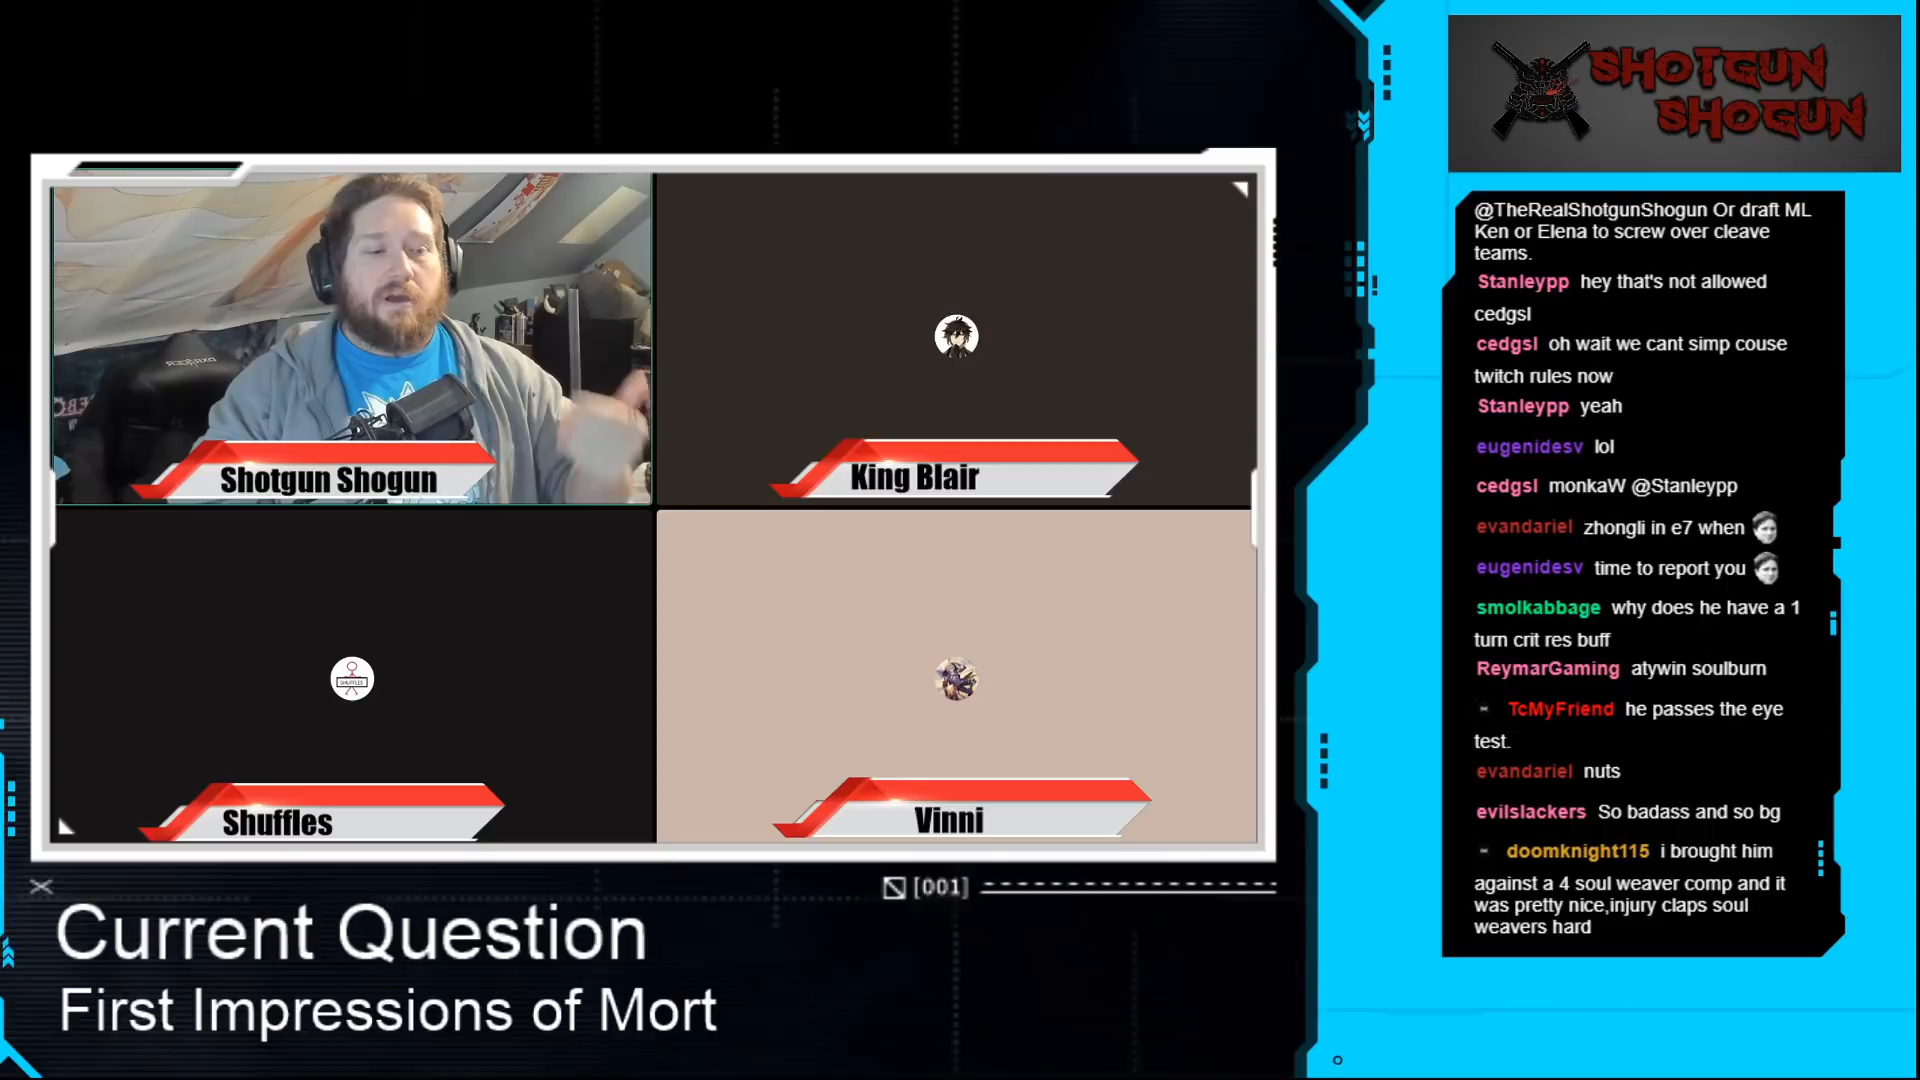 SHOTGUN
SHOGUN
@TheRealShotgunShogun Or draft ML
Ken or Elena to screw over cleave
teams.
Stanleypp hey that's not allowed
cedgsl
cedgsl oh wait we cant simp couse
twitch rules now
Stanleypp yeah
eugenidesv lol
cedgsl monkaW @Stanleypp
evandariel zhongli in e7 when
eugenidesv time to report you
smolkabbage why does he have a 1
turn crit res buff
ReymarGaming atywin soulburn
TcMyFriend he passes the eye
test.
evandariel nuts
evilslackers So badass and so bg
doomknight115 i brought him
against a 4 soul weaver comp and it
was pretty nice,injury claps soul
weavers hard
DXRACER
Shotgun Shogun
King Blair
SHUFFLES
Shuffles
Vinni
[001]
Current Question
First Impressions of Mort